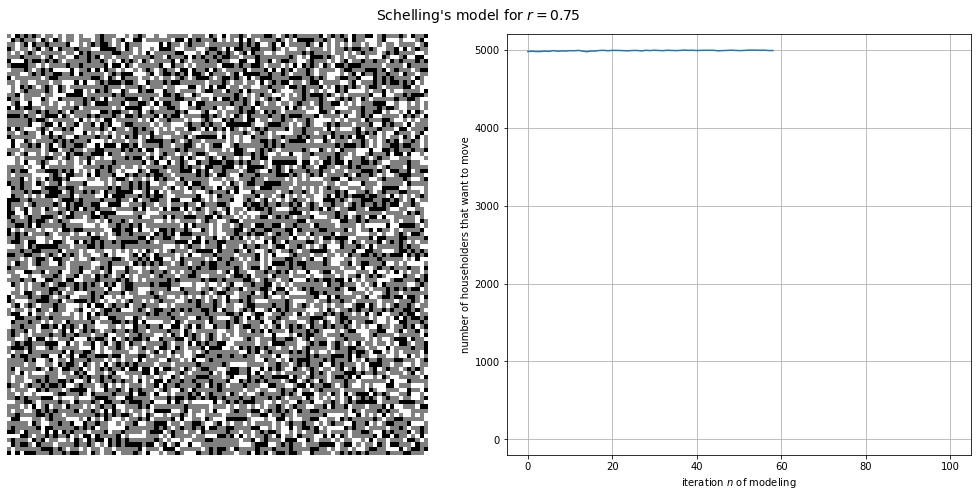 Schelling's model for r = 0.75
5000
4000
3000
2000
1000
0
number of householders that want to move
0 20 40 60 80 100
iteration n of modeling